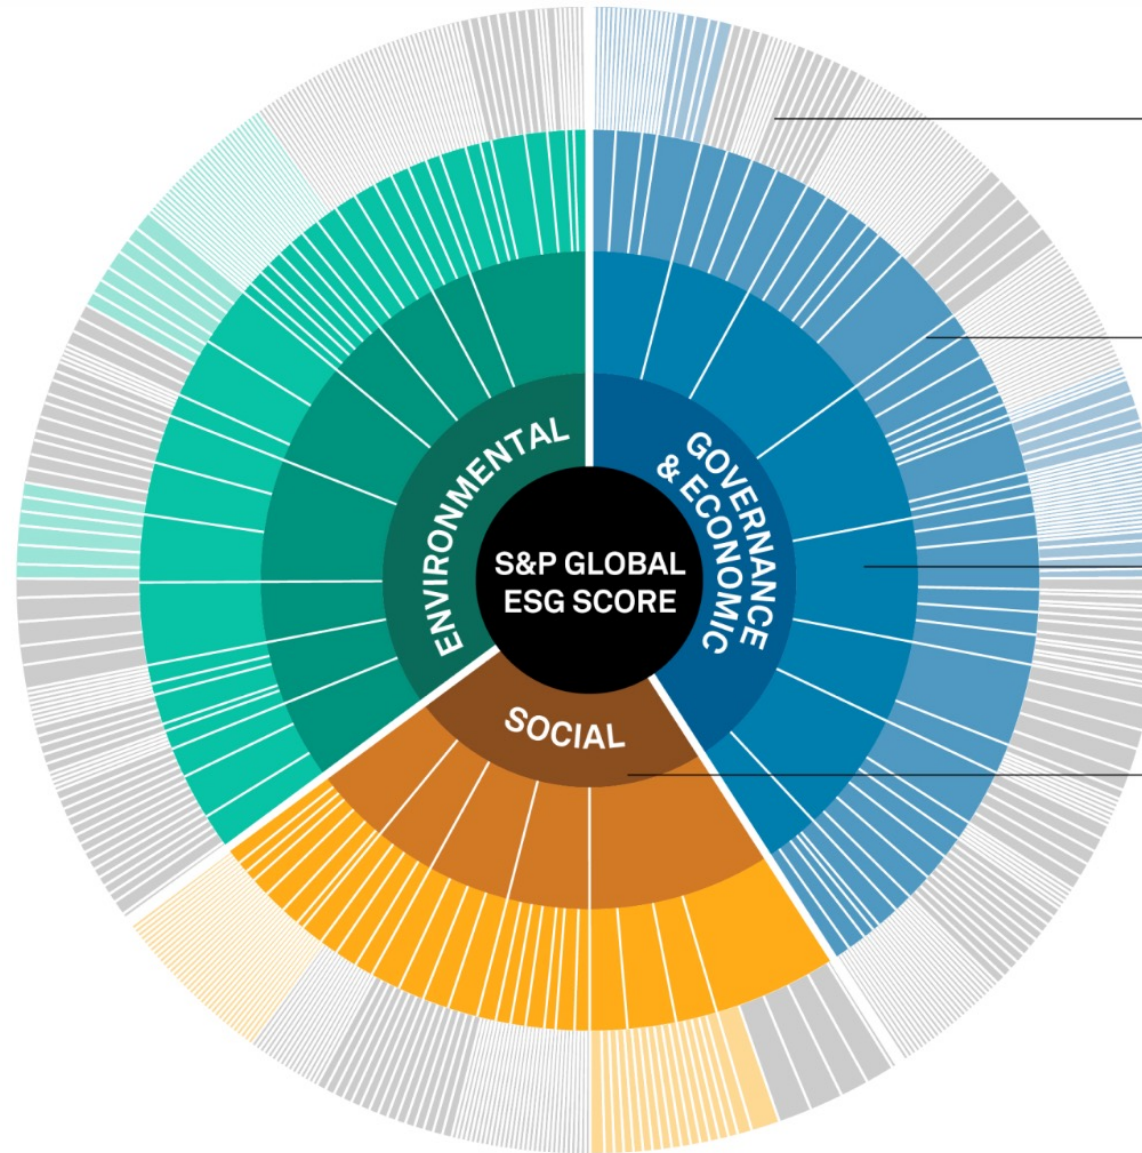 ENVIRONMENTAL
GOVERNANCE
& ECONOMIC
S&P GLOBAL
ESG SCORE
SOCIAL